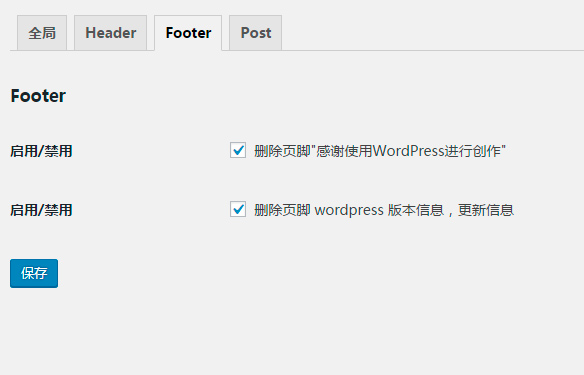 全局 Header Footer Post
Footer
启用/禁用 删除页脚"感谢使用WordPress进行创作"
启用/禁用 删除页脚 wordpress 版本信息，更新信息
保存